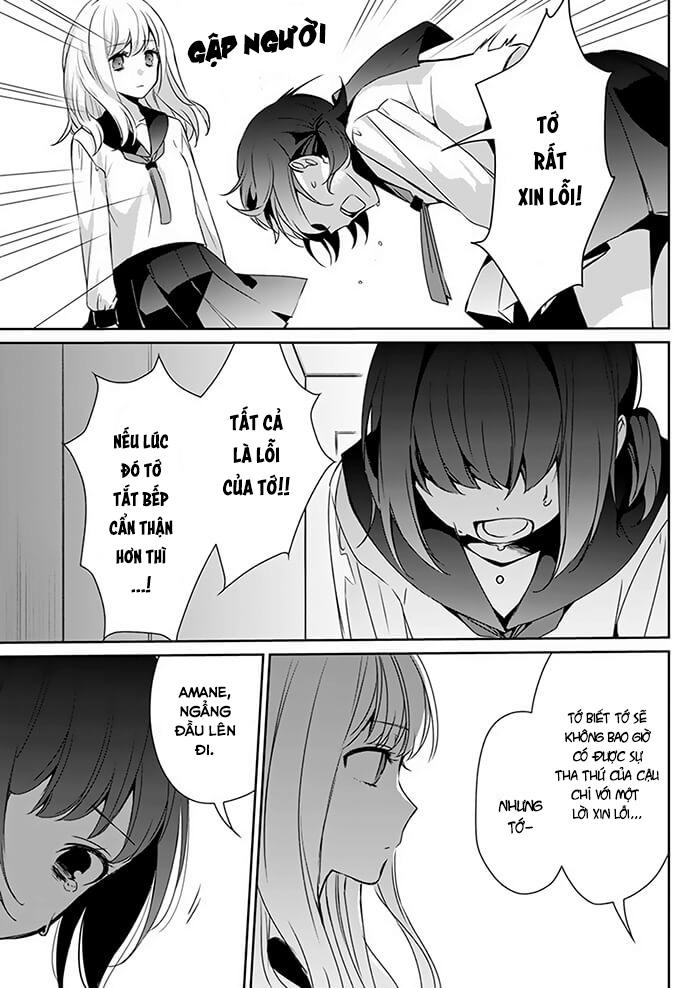 GẬP NGƯỜI
TỚ
RẤT
XIN LỖI!
TẤT CẢ
LÀ LỖI
CỦA TỚ!!
NẾU LÚC
ĐÓ TỚ
TẮT BẾP
CẨN THẬN
HƠN THÌ
...!
TỚ BIẾT TỚ SẼ
KHÔNG BAO GIỜ
CÓ ĐƯỢC SỰ
THA THỨ CỦA CẬU
CHỈ VỚI MỘT
LỜI XIN LỖI...
NHƯNG
TỚ-
AMANE,
NGẨNG
ĐẦU LÊN
ĐI.